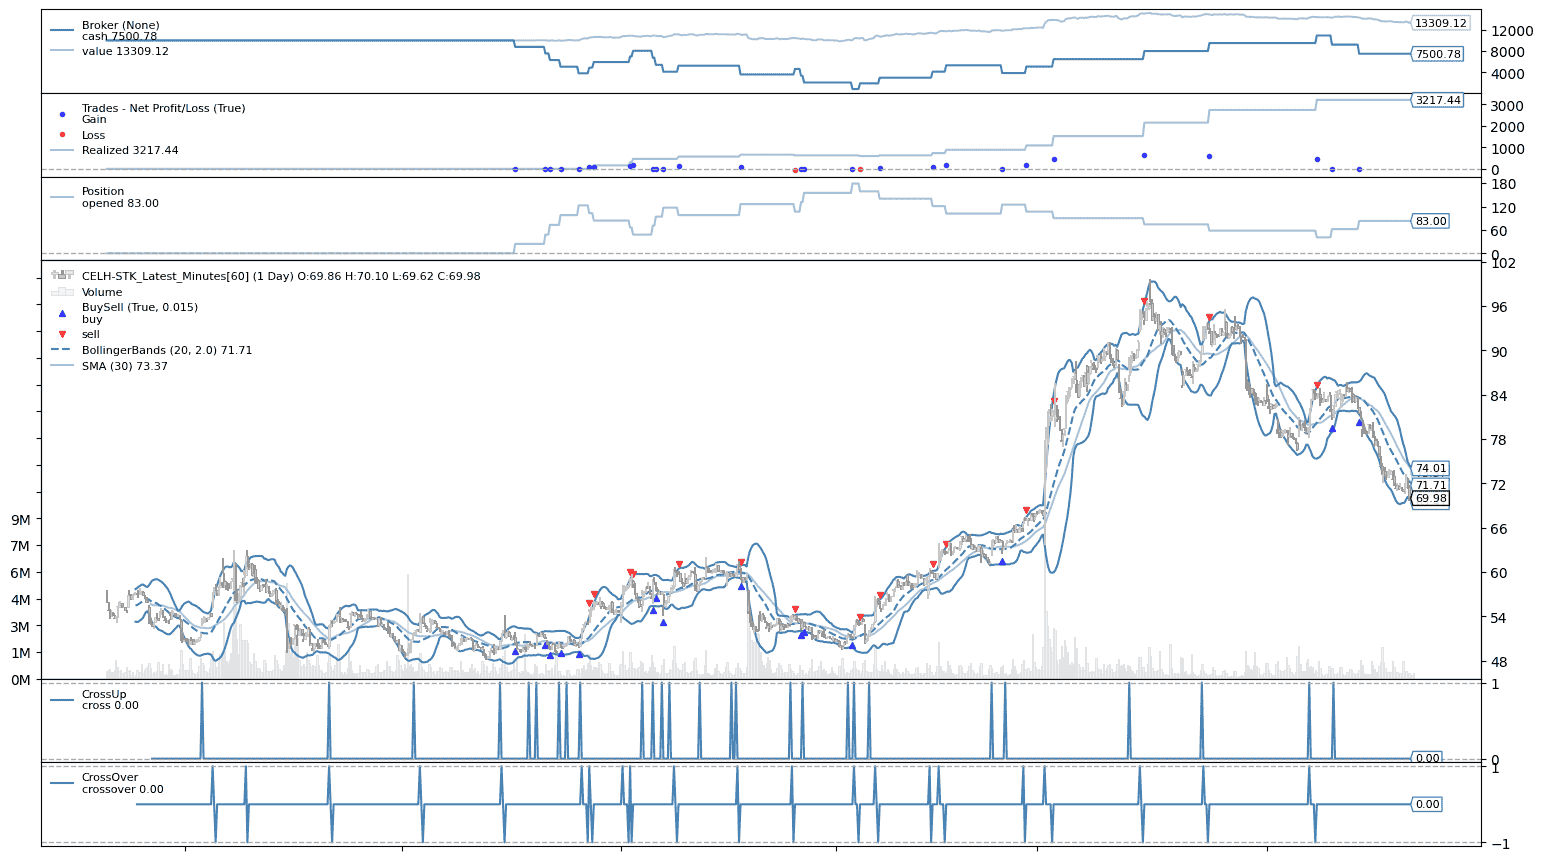 Broker (None)
cash 7500.78
value 13309.12
13309.12
12000
8000
7500.78
4000
Trades - Net Profit/Loss (True)
Gain
Loss
Realized 3217.44
3217.44
3000
2000
1000
0
Position
opened 83.00
180
120
83.00
60
0
CELH-STK_Latest_Minutes[60] (1 Day) O:69.86 H:70.10 L:69.62 C:69.98
Volume
BuySell (True, 0.015)
buy
sell
BollingerBands (20, 2.0) 71.71
SMA (30) 73.37
102
96
90
84
78
74.01
72
71.71
69.98
66
60
54
48
9M
7M
6M
4M
3M
1M
0M
CrossUp
cross 0.00
1
0.00
0
CrossOver
crossover 0.00
1
0.00
−1